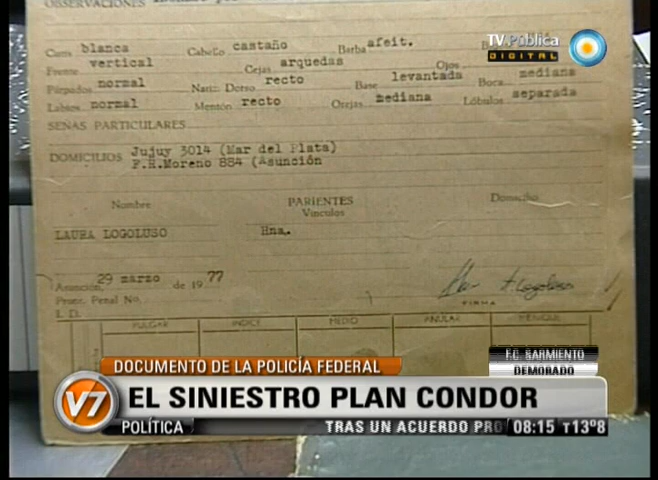 OBSERVACIONES
TV Pública
DIGITAL
Cutis blanca Cabello castaño Barba afeit.
Frente vertical Cejas arquedas Ojos
Párpados normal Nariz: Dorso recto Base levantada Boca mediana
Labios normal Mentón recto Orejas mediana Lóbulos separada
SEÑAS PARTICULARES
DOMICILIOS Jujuy 3014 (Mar del Plata)
F.R.Moreno 884 (Asunción
PARIENTES
Nombre Vínculos Domicilio
LAURA LOGOLUSO Hna.
Asunción, 29 marzo de 1977
Pront. Penal No.
I. D.
FIRMA
PULGAR INDICE MEDIO ANULAR MEÑIQUE
DOCUMENTO DE LA POLICÍA FEDERAL
F.C. SARMIENTO
DEMORADO
V7
EL SINIESTRO PLAN CONDOR
POLÍTICA TRAS UN ACUERDO PRO 08:15 T13º8